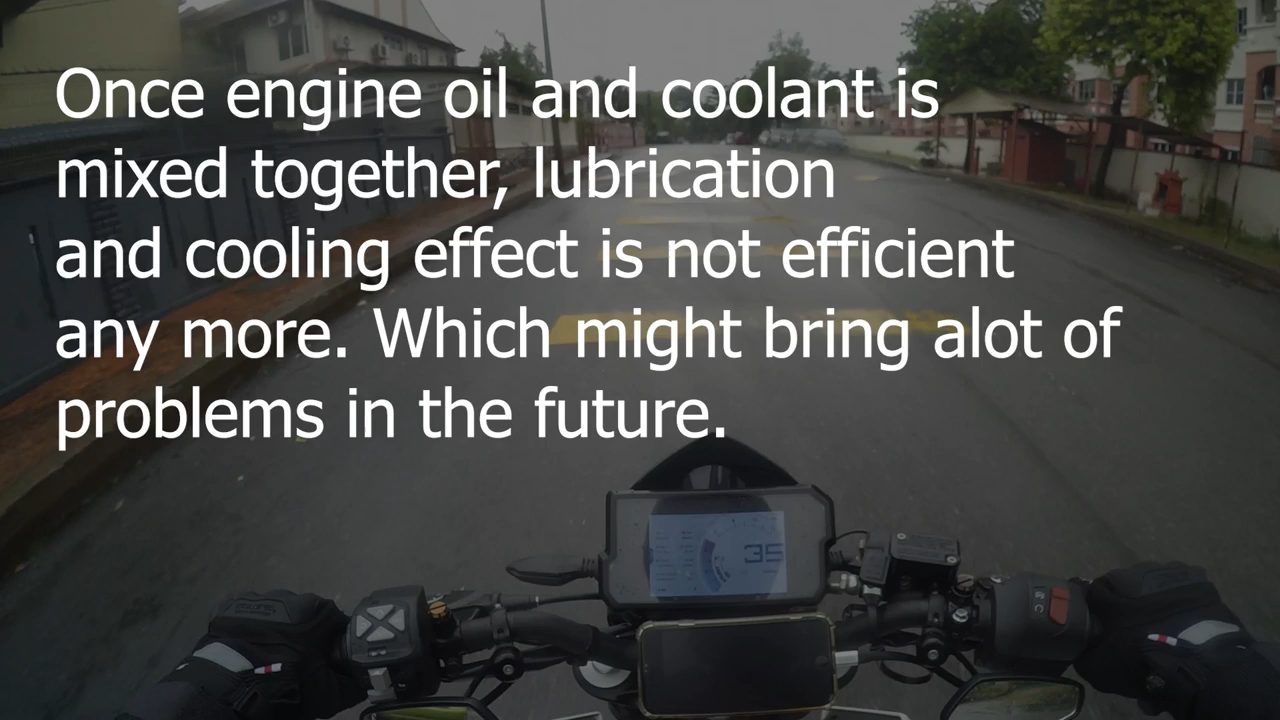 Once engine oil and coolant is
mixed together, lubrication
and cooling effect is not efficient
any more. Which might bring alot of
problems in the future.
35